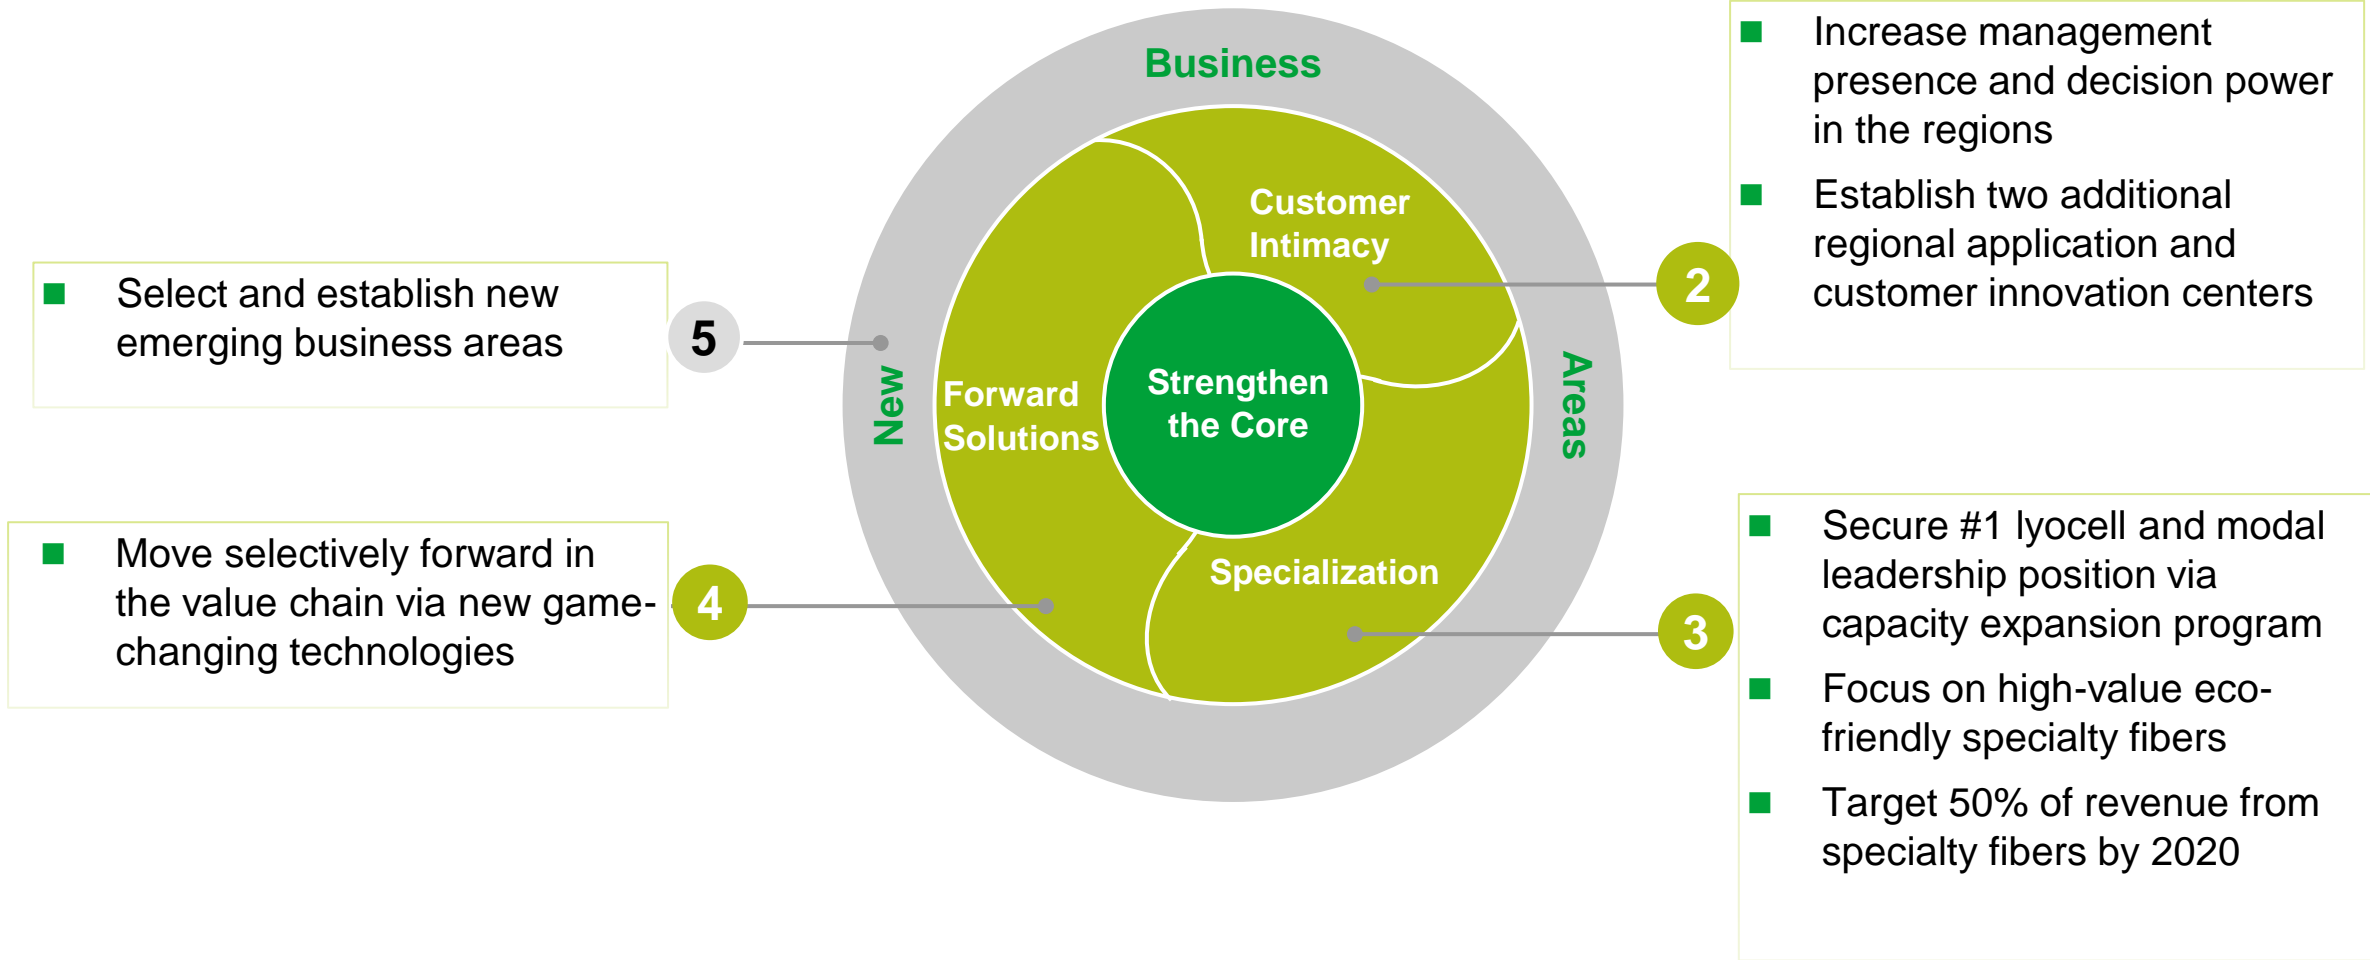 Business
New
Areas
Customer
Intimacy
Forward
Solutions
Strengthen
the Core
Specialization
2
■ Increase management
presence and decision power
in the regions
■ Establish two additional
regional application and
customer innovation centers
3
■ Secure #1 lyocell and modal
leadership position via
capacity expansion program
■ Focus on high-value eco-
friendly specialty fibers
■ Target 50% of revenue from
specialty fibers by 2020
4
■ Move selectively forward in
the value chain via new game-
changing technologies
5
■ Select and establish new
emerging business areas